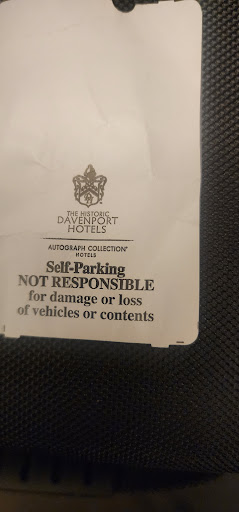 THE HISTORIC
DAVENPORT
HOTELS
AUTOGRAPH COLLECTION®
HOTELS
Self-Parking
NOT RESPONSIBLE
for damage or loss
of vehicles or contents